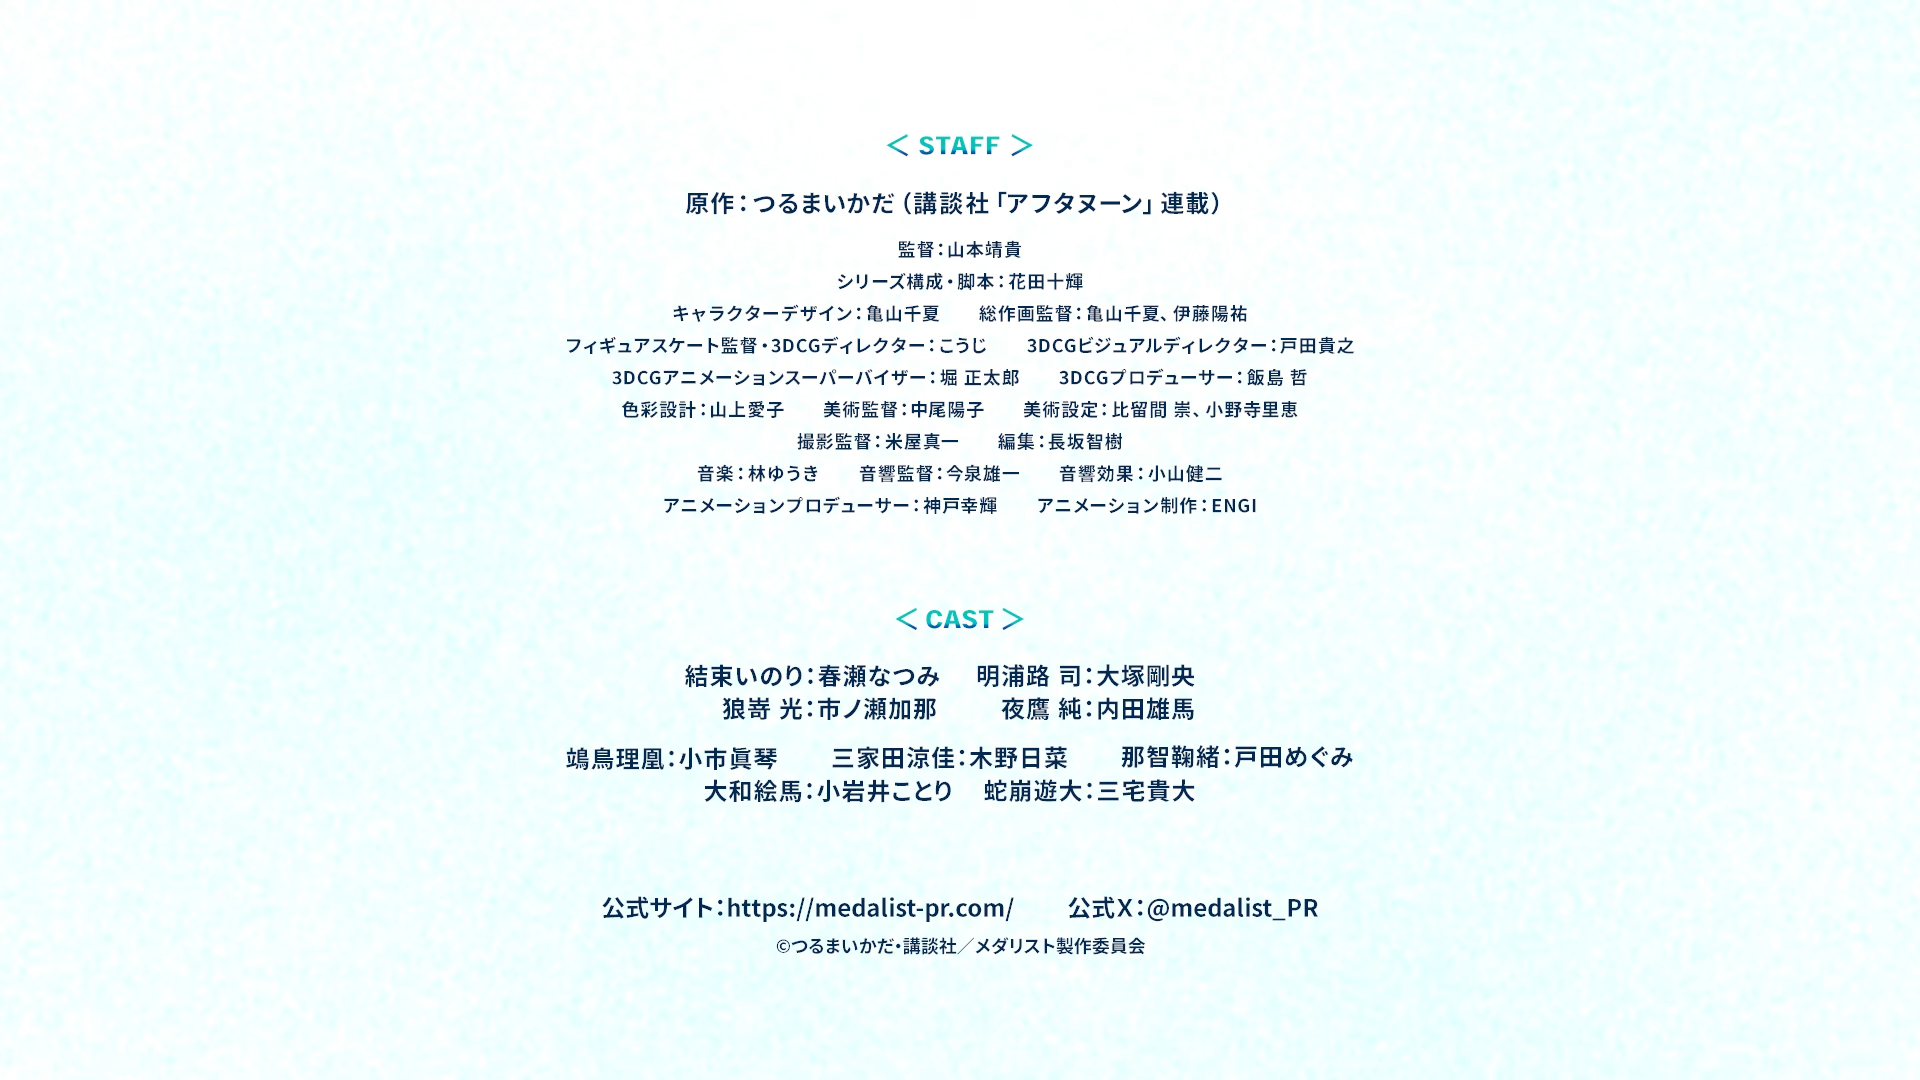 ＜ STAFF ＞
原作：つるまいかだ（講談社「アフタヌーン」連載）
監督：山本靖貴
シリーズ構成・脚本：花田十輝
キャラクターデザイン：亀山千夏　　総作画監督：亀山千夏、伊藤陽祐
フィギュアスケート監督・3DCGディレクター：こうじ　　3DCGビジュアルディレクター：戸田貴之
3DCGアニメーションスーパーバイザー：堀 正太郎　　3DCGプロデューサー：飯島 哲
色彩設計：山上愛子　　美術監督：中尾陽子　　美術設定：比留間 崇、小野寺里恵
撮影監督：米屋真一　　編集：長坂智樹
音楽：林ゆうき　　音響監督：今泉雄一　　音響効果：小山健二
アニメーションプロデューサー：神戸幸輝　　アニメーション制作：ENGI
＜ CAST ＞
結束いのり：春瀬なつみ　　明浦路 司：大塚剛央
狼嵜 光：市ノ瀬加那　　夜鷹 純：内田雄馬
鴗鳥理凰：小市眞琴　　三家田涼佳：木野日菜　　那智鞠緒：戸田めぐみ
大和絵馬：小岩井ことり　　蛇崩遊大：三宅貴大
公式サイト：https://medalist-pr.com/　　公式X：@medalist_PR
©つるまいかだ・講談社／メダリスト製作委員会